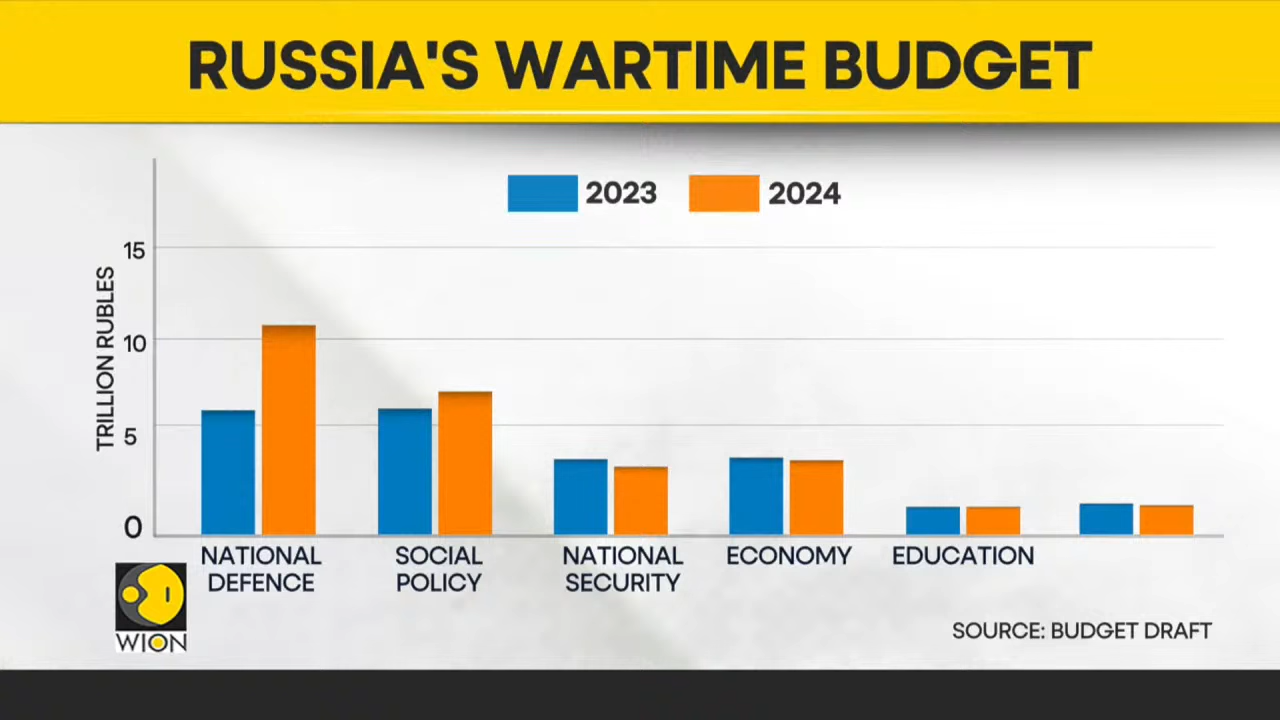 RUSSIA'S WARTIME BUDGET
2023 2024
TRILLION RUBLES
15
10
5
0
NATIONAL DEFENCE
SOCIAL POLICY
NATIONAL SECURITY
ECONOMY
EDUCATION
WION
SOURCE: BUDGET DRAFT